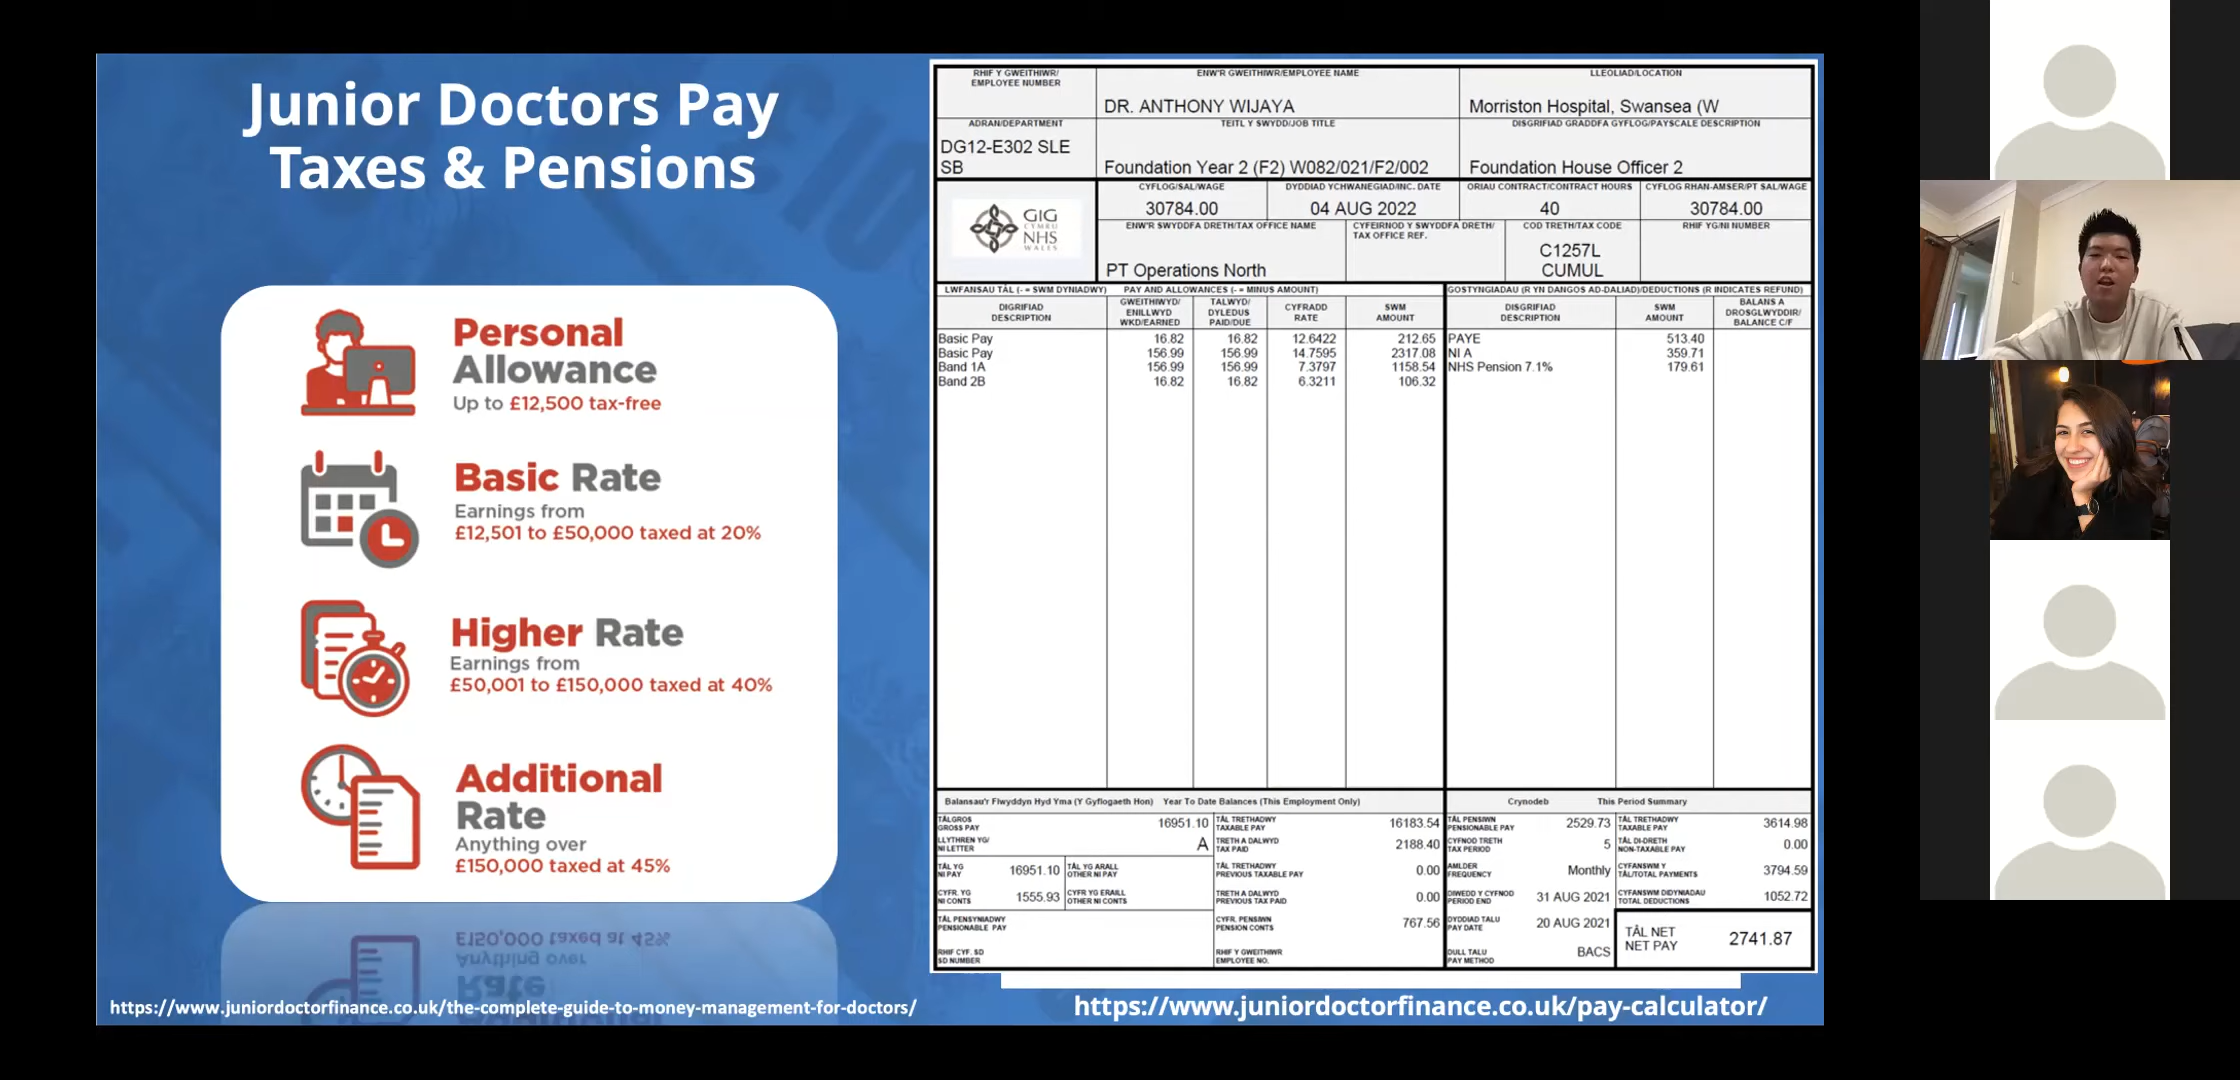 Junior Doctors Pay
Taxes & Pensions
Personal
Allowance
Up to £12,500 tax-free
Basic Rate
Earnings from
£12,501 to £50,000 taxed at 20%
Higher Rate
Earnings from
£50,001 to £150,000 taxed at 40%
Additional
Rate
Anything over
£150,000 taxed at 45%
https://www.juniordoctorfinance.co.uk/the-complete-guide-to-money-management-for-doctors/
RHIF Y GWEITHIWR/
EMPLOYEE NUMBER
ENW'R GWEITHIWR/EMPLOYEE NAME
DR. ANTHONY WIJAYA
LLEOLIAD/LOCATION
Morriston Hospital, Swansea (W
ADRAN/DEPARTMENT
DG12-E302 SLE
SB
TEITL Y SWYDD/JOB TITLE
Foundation Year 2 (F2) W082/021/F2/002
DISGRIFIAD GRADDFA GYFLOG/PAYSCALE DESCRIPTION
Foundation House Officer 2
GIG
CYMRU
NHS
WALES
CYFLOG/SAL/WAGE
30784.00
DYDDIAD YCHWANEGIAD/INC. DATE
04 AUG 2022
ORIAU CONTRACT/CONTRACT HOURS
40
CYFLOG RHAN-AMSER/PT SAL/WAGE
30784.00
ENW'R SWYDDFA DRETH/TAX OFFICE NAME
PT Operations North
CYFEIRNOD Y SWYDDFA DRETH/
TAX OFFICE REF.
COD TRETH/TAX CODE
C1257L
CUMUL
RHIF YG/NI NUMBER
LWFANSAU TÂL (- = SWM DYNIADWY) PAY AND ALLOWANCES (- = MINUS AMOUNT)
GOSTYNGIADAU (R YN DANGOS AD-DALIAD)/DEDUCTIONS (R INDICATES REFUND)
DIGRIFIAD
DESCRIPTION
GWEITHIWYD/
ENILLWYD
WKD/EARNED
TALWYD/
DYLEDUS
PAID/DUE
CYFRADD
RATE
SWM
AMOUNT
DISGRIFIAD
DESCRIPTION
SWM
AMOUNT
BALANS A
DROSGLWYDDIR/
BALANCE C/F
Basic Pay 16.82 16.82 12.6422 212.65
Basic Pay 156.99 156.99 14.7595 2317.08
Band 1A 156.99 156.99 7.3797 1158.54
Band 2B 16.82 16.82 6.3211 106.32
PAYE 513.40
NI A 359.71
NHS Pension 7.1% 179.61
Balansau'r Flwyddyn Hyd Yma (Y Gyflogaeth Hon) Year To Date Balances (This Employment Only)
TÂL GROS
GROSS PAY 16951.10
LLYTHREN YG/
NI LETTER A
TÂL YG
NI PAY 16951.10
TÂL YG ARALL
OTHER NI PAY
CYFR. YG
NI CONTS 1555.93
CYFR YG ERAILL
OTHER NI CONTS
TÂL PENSYNIADWY
PENSIONABLE PAY
RHIF CYF. SD
SD NUMBER
TÂL TRETHADWY
TAXABLE PAY 16183.54
TRETH A DALWYD
TAX PAID 2188.40
TÂL TRETHADWY
PREVIOUS TAXABLE PAY 0.00
TRETH A DALWYD
PREVIOUS TAX PAID 0.00
CYFR. PENSIWN
PENSION CONTS 767.56
RHIF Y GWEITHIWR
EMPLOYEE NO.
Crynodeb This Period Summary
TÂL PENSIWN
PENSIONABLE PAY 2529.73
CYFNOD TRETH
TAX PERIOD 5
AMLDER
FREQUENCY Monthly
DIWEDD Y CYFNOD
PERIOD END 31 AUG 2021
DYDDIAD TALU
PAY DATE 20 AUG 2021
DULL TALU
PAY METHOD BACS
TÂL TRETHADWY
TAXABLE PAY 3614.98
TÂL DI-DRETH
NON-TAXABLE PAY 0.00
CYFANSWM Y
TÂL/TOTAL PAYMENTS 3794.59
CYFANSWM DIDYNIADAU
TOTAL DEDUCTIONS 1052.72
TÂL NET
NET PAY 2741.87
https://www.juniordoctorfinance.co.uk/pay-calculator/